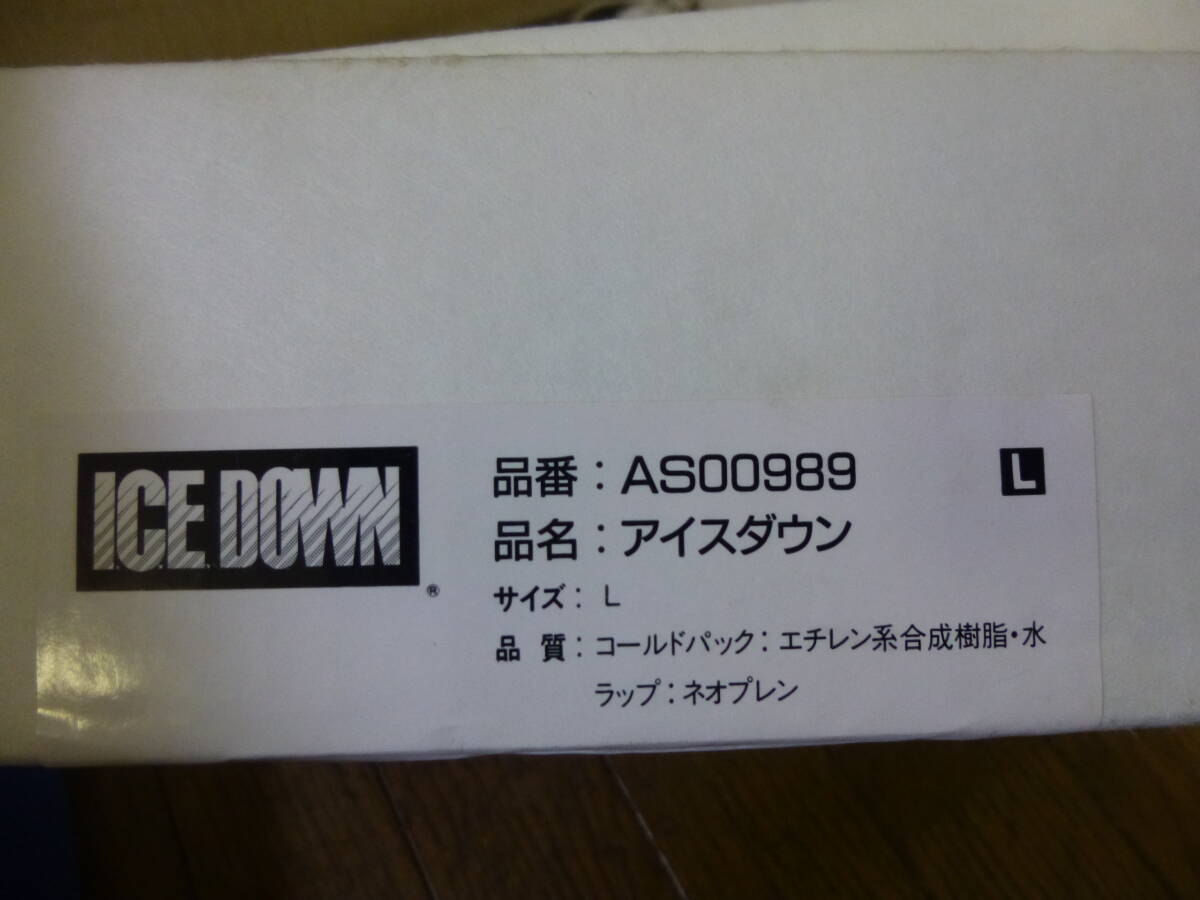 I.C.E. DOWN
®
品番：AS00989
L
品名：アイスダウン
サイズ：L
品質：コールドパック：エチレン系合成樹脂・水
ラップ：ネオプレン